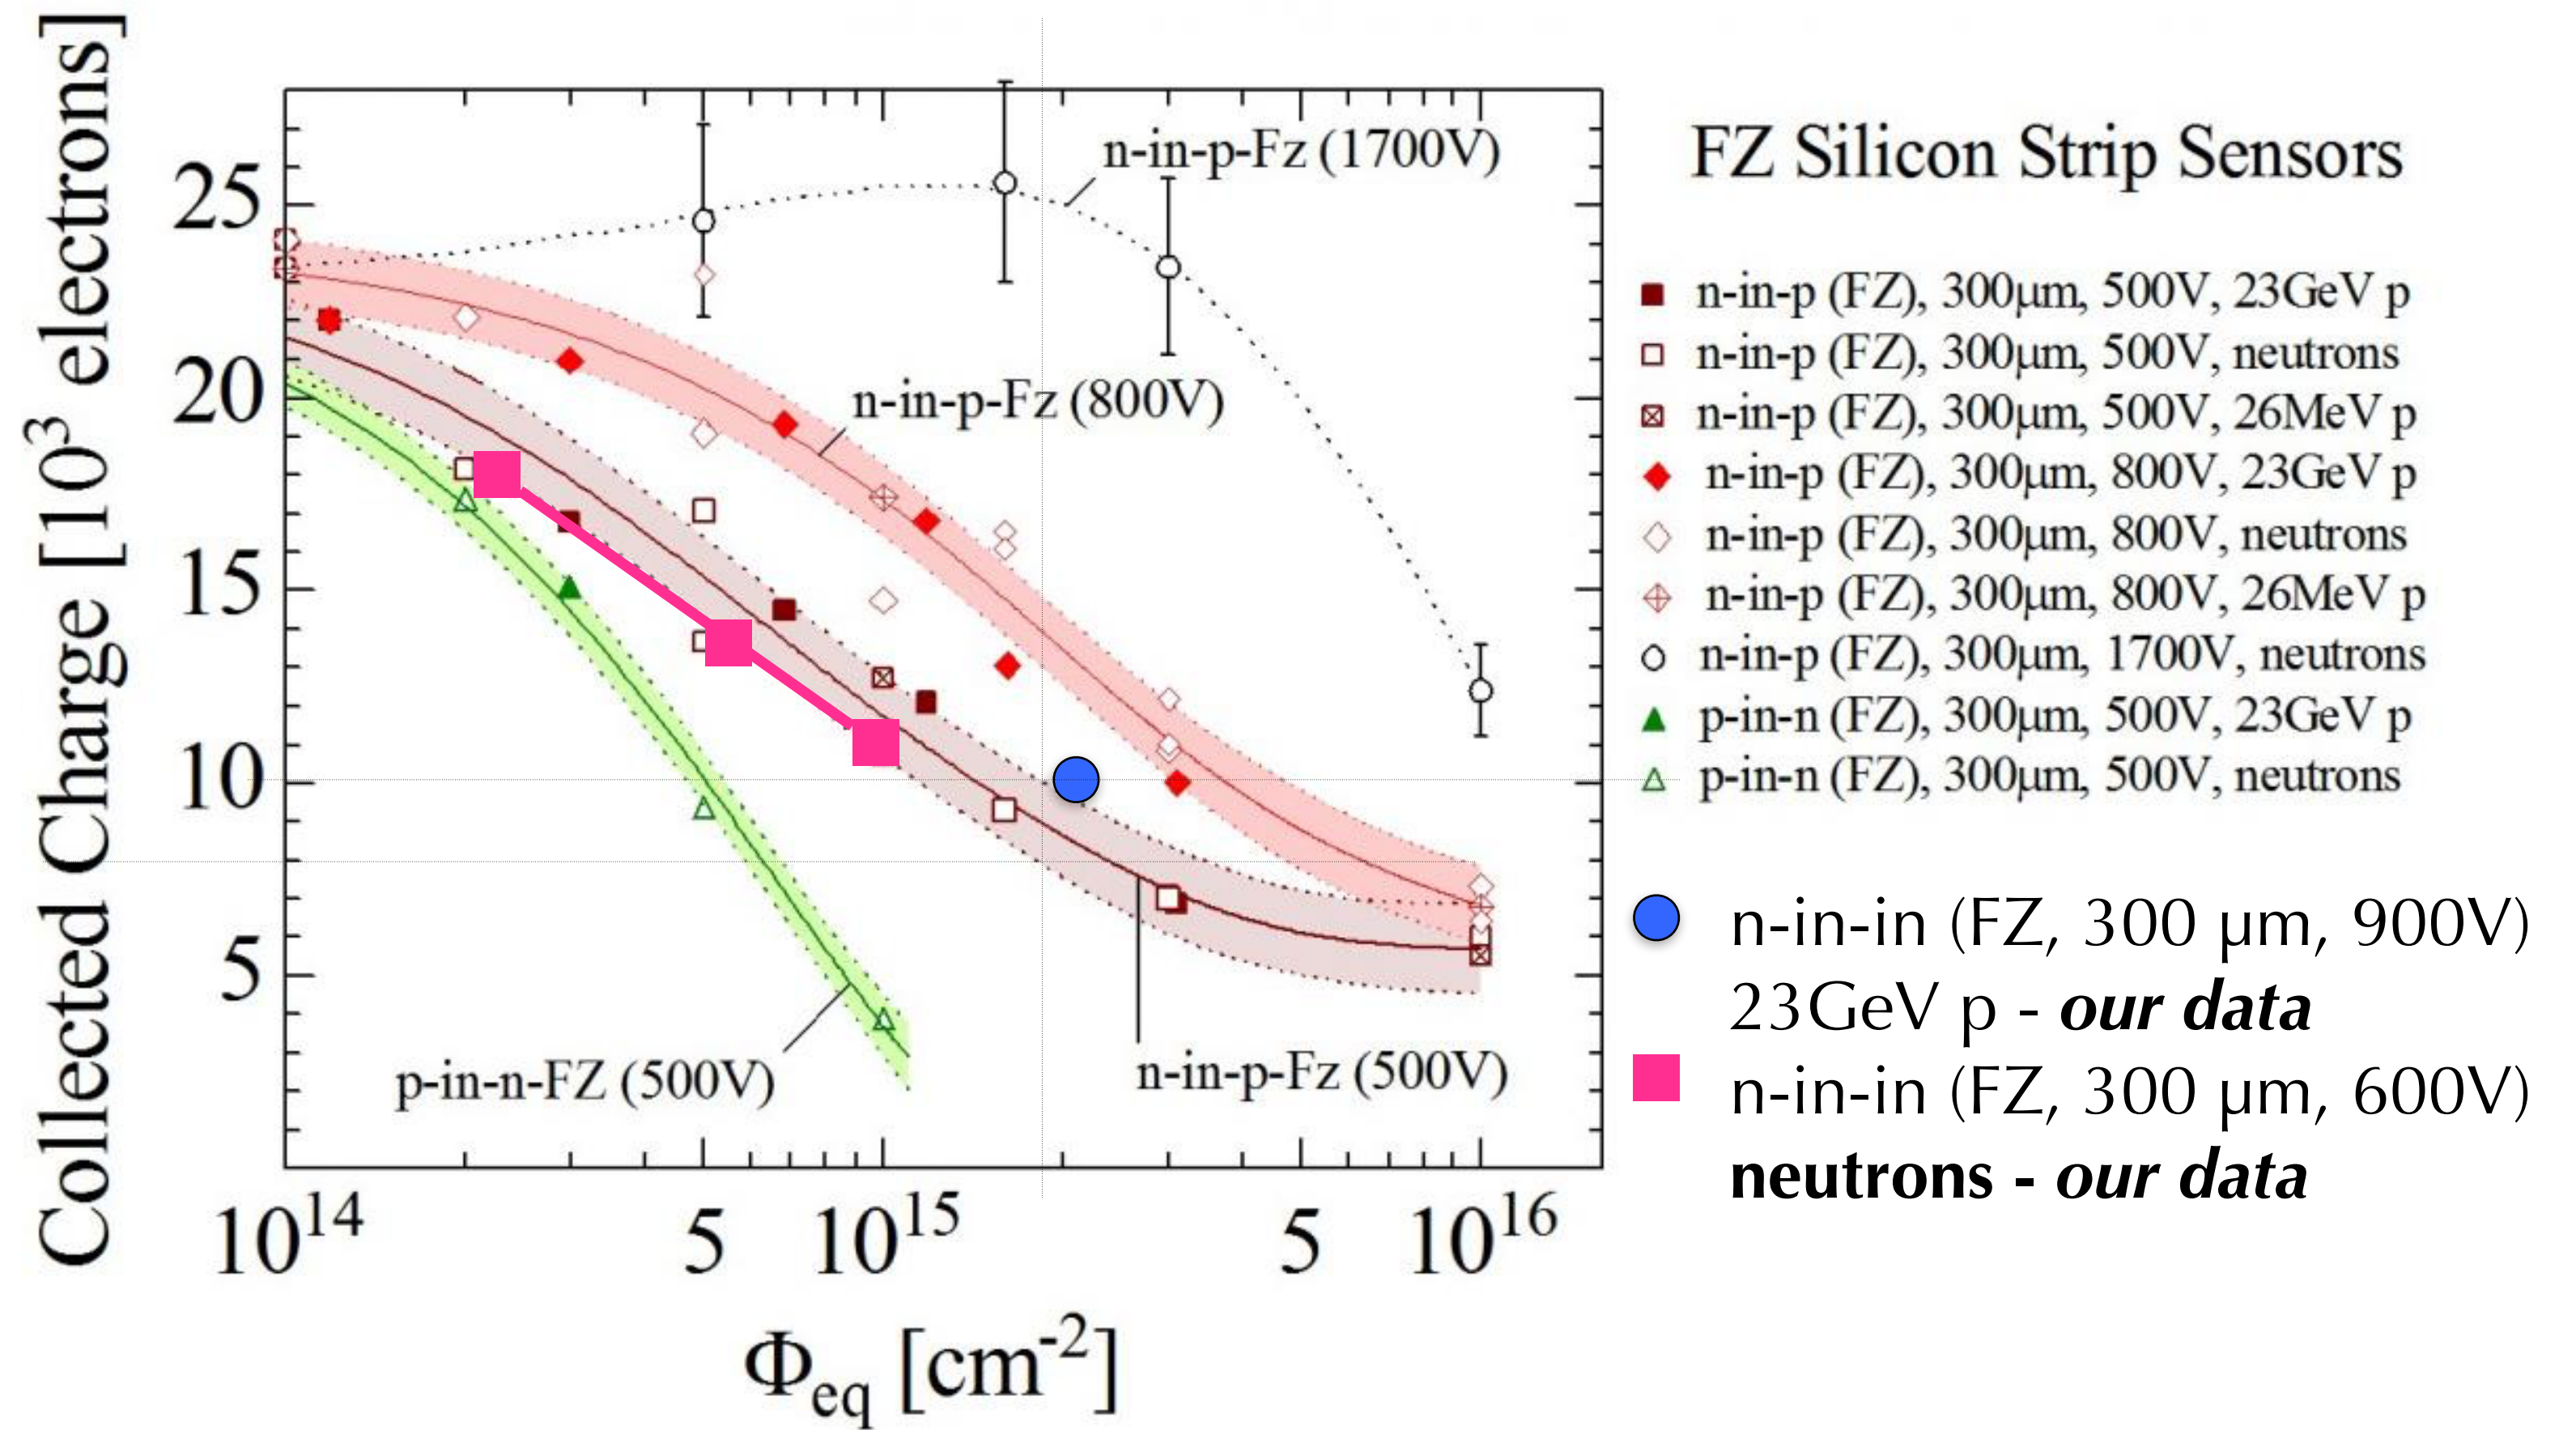 Collected Charge [10³ electrons]
25
20
15
10
5
n-in-p-Fz (1700V)
n-in-p-Fz (800V)
p-in-n-FZ (500V)
n-in-p-Fz (500V)
10¹⁴ 5 10¹⁵ 5 10¹⁶
Φeq [cm⁻²]
FZ Silicon Strip Sensors
n-in-p (FZ), 300μm, 500V, 23GeV p
n-in-p (FZ), 300μm, 500V, neutrons
n-in-p (FZ), 300μm, 500V, 26MeV p
n-in-p (FZ), 300μm, 800V, 23GeV p
n-in-p (FZ), 300μm, 800V, neutrons
n-in-p (FZ), 300μm, 800V, 26MeV p
n-in-p (FZ), 300μm, 1700V, neutrons
p-in-n (FZ), 300μm, 500V, 23GeV p
p-in-n (FZ), 300μm, 500V, neutrons
n-in-in (FZ, 300 μm, 900V)
23GeV p - our data
n-in-in (FZ, 300 μm, 600V)
neutrons - our data